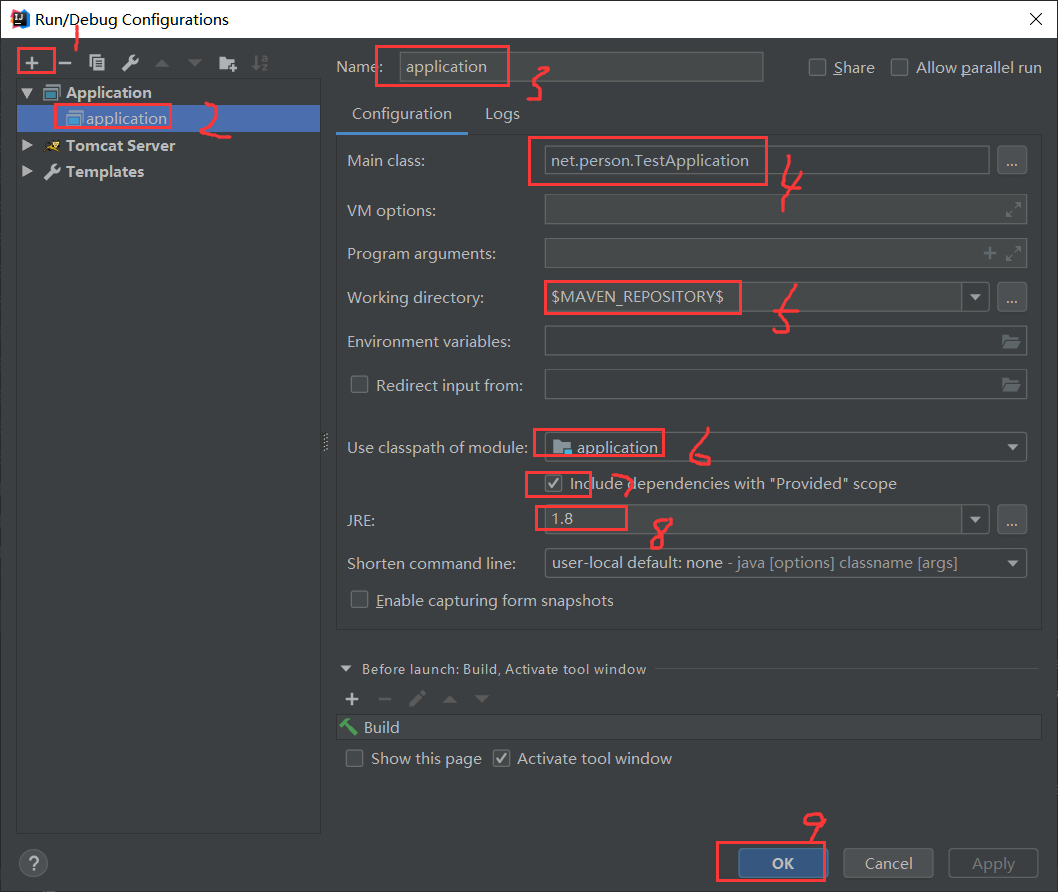 Run/Debug Configurations
1
Application
application
2
Tomcat Server
Templates
Name: application
3
Share
Allow parallel run
Configuration
Logs
Main class: net.person.TestApplication ...
4
VM options:
Program arguments:
Working directory: $MAVEN_REPOSITORY$ ...
5
Environment variables:
Redirect input from:
Use classpath of module: application
6
Include dependencies with "Provided" scope
7
JRE: 1.8 ...
8
Shorten command line: user-local default: none - java [options] classname [args]
Enable capturing form snapshots
Before launch: Build, Activate tool window
Build
Show this page
Activate tool window
9
?
OK
Cancel
Apply